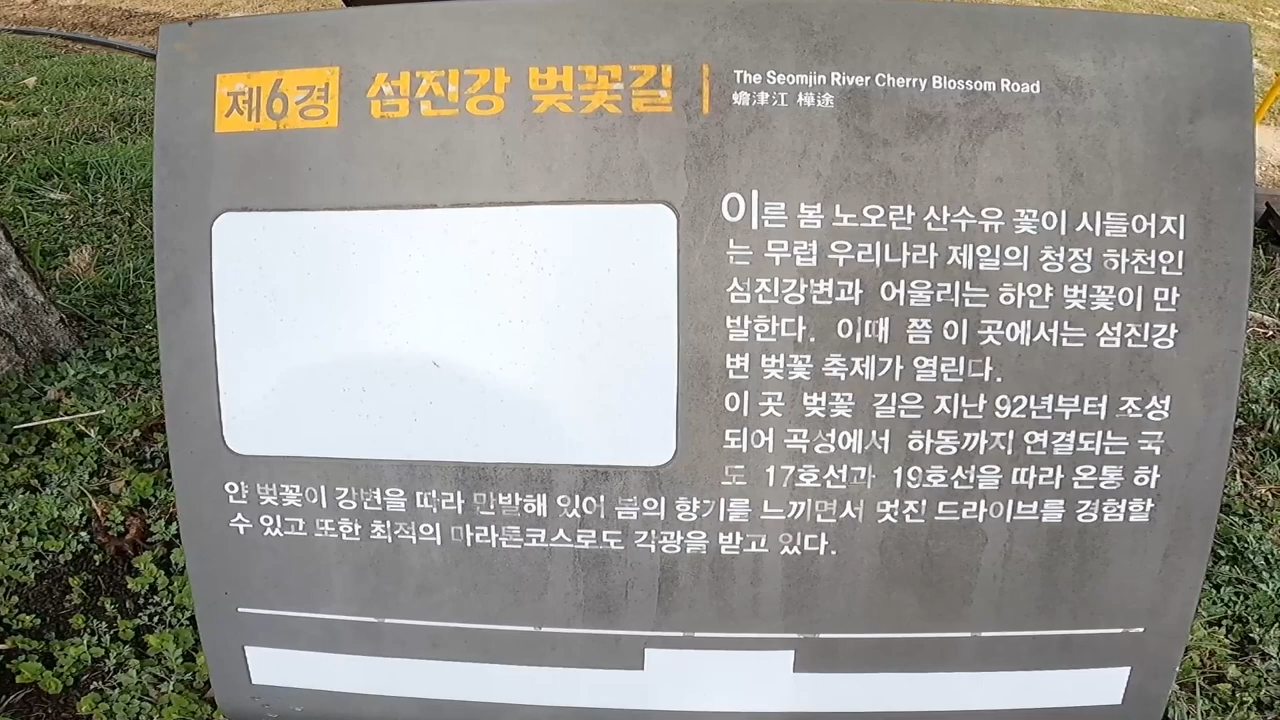 제6경 섬진강 벚꽃길
The Seomjin River Cherry Blossom Road
蟾津江 樺途
이른 봄 노오란 산수유 꽃이 시들어지
는 무렵 우리나라 제일의 청정 하천인
섬진강변과 어울리는 하얀 벚꽃이 만
발한다. 이때 쯤 이 곳에서는 섬진강
변 벚꽃 축제가 열린다.
이 곳 벚꽃 길은 지난 92년부터 조성
되어 곡성에서 하동까지 연결되는 국
도 17호선과 19호선을 따라 온통 하
얀 벚꽃이 강변을 따라 만발해 있어 봄의 향기를 느끼면서 멋진 드라이브를 경험할
수 있고 또한 최적의 마라톤코스로도 각광을 받고 있다.